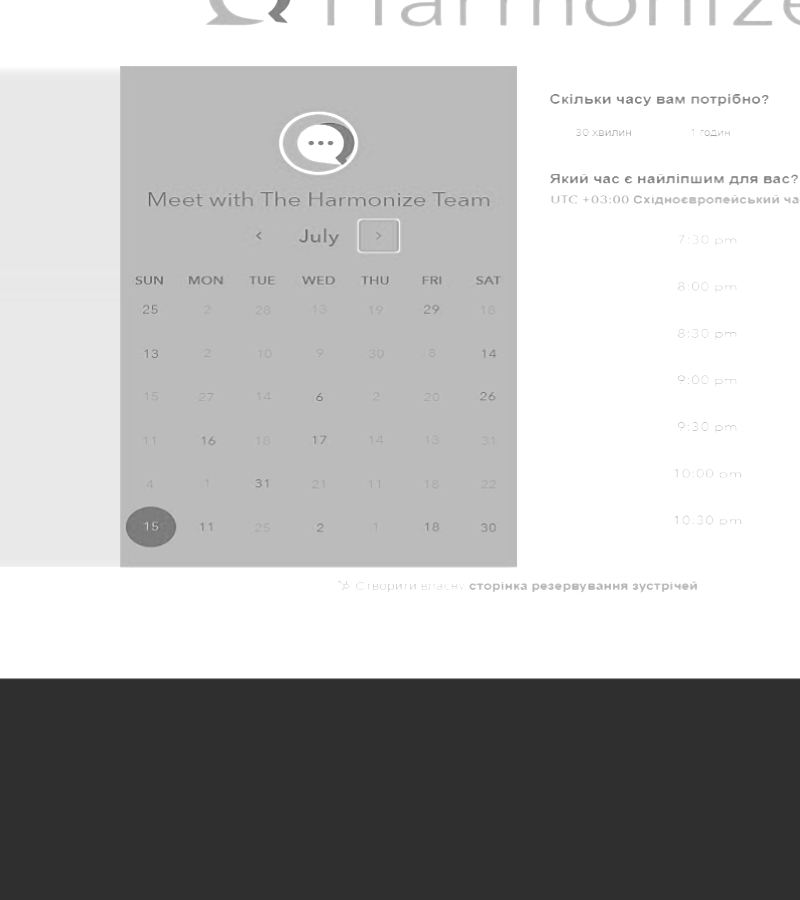 Harmonize
Meet with The Harmonize Team
< July >
SUN MON TUE WED THU FRI SAT
25 2 28 13 19 29 18
13 2 10 9 30 8 14
15 27 14 6 2 20 26
11 16 18 17 14 13 31
4 1 31 21 11 18 22
15 11 25 2 1 18 30
Скільки часу вам потрібно?
30 хвилин 1 годин
Який час є найліпшим для вас?
UTC +03:00 Східноєвропейський ча
7:30 pm
8:00 pm
8:30 pm
9:00 pm
9:30 pm
10:00 pm
10:30 pm
Створити власну сторінка резервування зустрічей